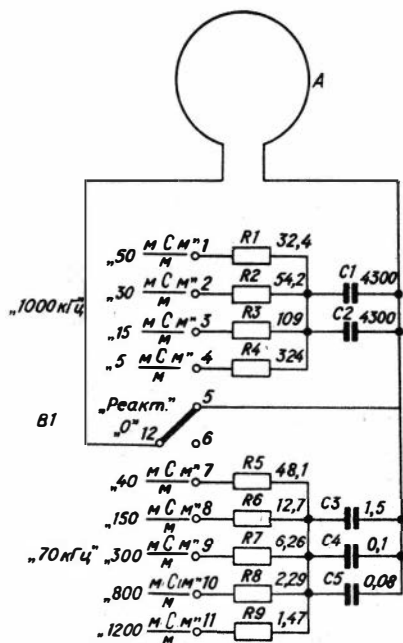 A
„50 мСм/м" 1 R1 32,4
„30 мСм/м" 2 R2 54,2 C1 4300
„1000 кГц"
„15 мСм/м" 3 R3 109 C2 4300
„5 мСм/м" 4 R4 324
„Реакт." 5
В1
„0" 12
6
„40 мСм/м" 7 R5 48,1
„150 мСм/м" 8 R6 12,7 C3 1,5
„70 кГц" „300 мСм/м" 9 R7 6,26 C4 0,1
„800 мСм/м" 10 R8 2,29 C5 0,08
„1200 мСм/м" 11 R9 1,47